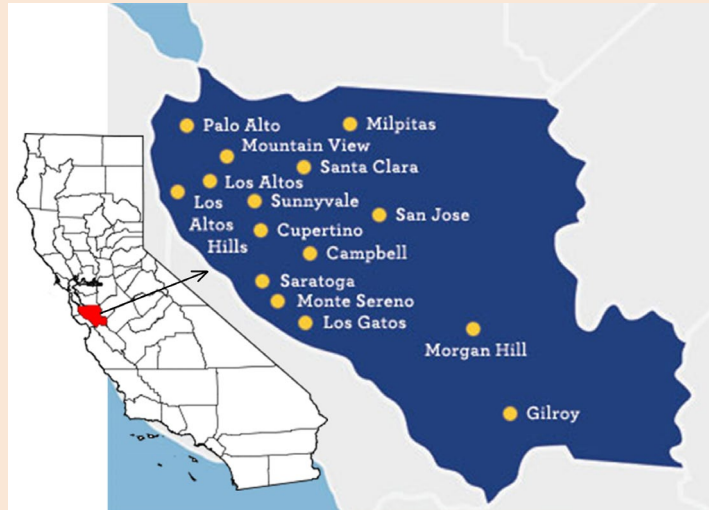 Palo Alto
Milpitas
Mountain View
Santa Clara
Los Altos
Los
Altos
Hills
Sunnyvale
San Jose
Cupertino
Campbell
Saratoga
Monte Sereno
Los Gatos
Morgan Hill
Gilroy